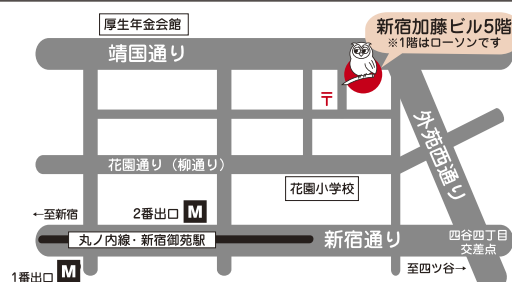 厚生年金会館
新宿加藤ビル5階
※1階はローソンです
靖国通り
〒
外苑西通り
花園通り（柳通り）
花園小学校
←至新宿
2番出口 M
丸ノ内線・新宿御苑駅
新宿通り
四谷四丁目
交差点
1番出口 M
至四ツ谷→